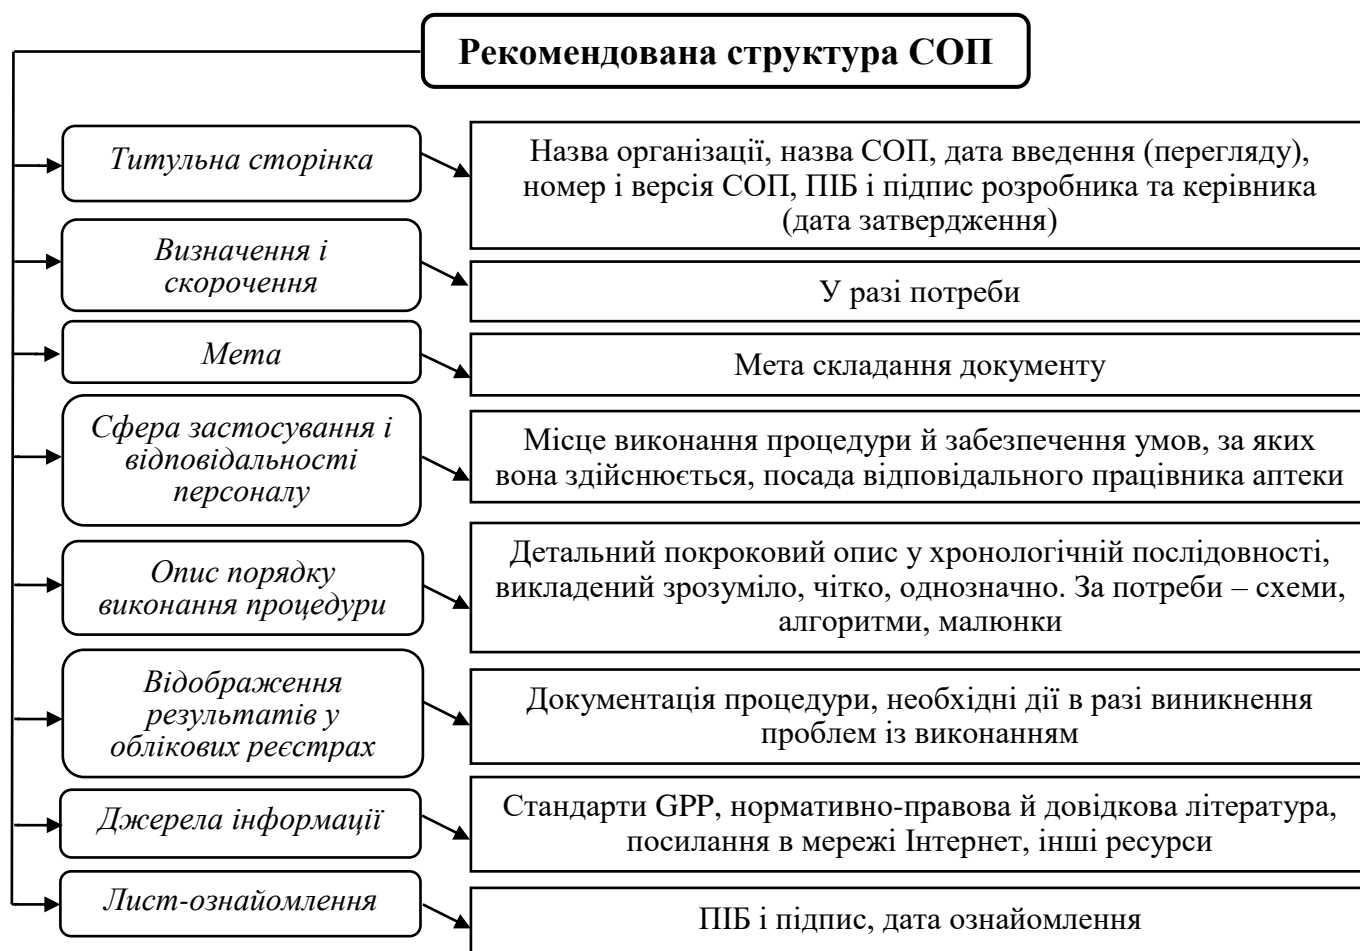 Рекомендована структура СОП
Титульна сторінка
Назва організації, назва СОП, дата введення (перегляду),
номер і версія СОП, ПІБ і підпис розробника та керівника
(дата затвердження)
Визначення і
скорочення
У разі потреби
Мета
Мета складання документу
Сфера застосування і
відповідальності
персоналу
Місце виконання процедури й забезпечення умов, за яких
вона здійснюється, посада відповідального працівника аптеки
Опис порядку
виконання процедури
Детальний покроковий опис у хронологічній послідовності,
викладений зрозуміло, чітко, однозначно. За потреби – схеми,
алгоритми, малюнки
Відображення
результатів у
облікових реєстрах
Документація процедури, необхідні дії в разі виникнення
проблем із виконанням
Джерела інформації
Стандарти GPP, нормативно-правова й довідкова література,
посилання в мережі Інтернет, інші ресурси
Лист-ознайомлення
ПІБ і підпис, дата ознайомлення